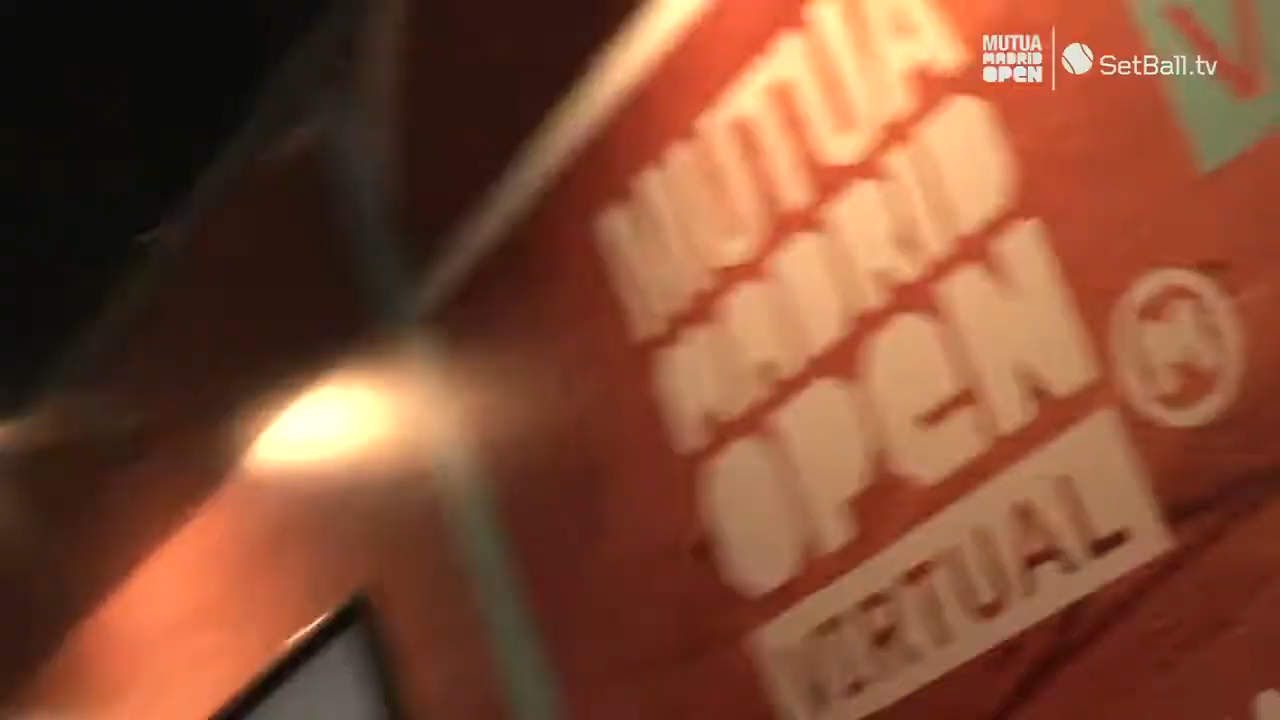 MUTUA
MADRID
OPEN
SetBall.tv
MUTUA
MADRID
OPEN
VIRTUAL